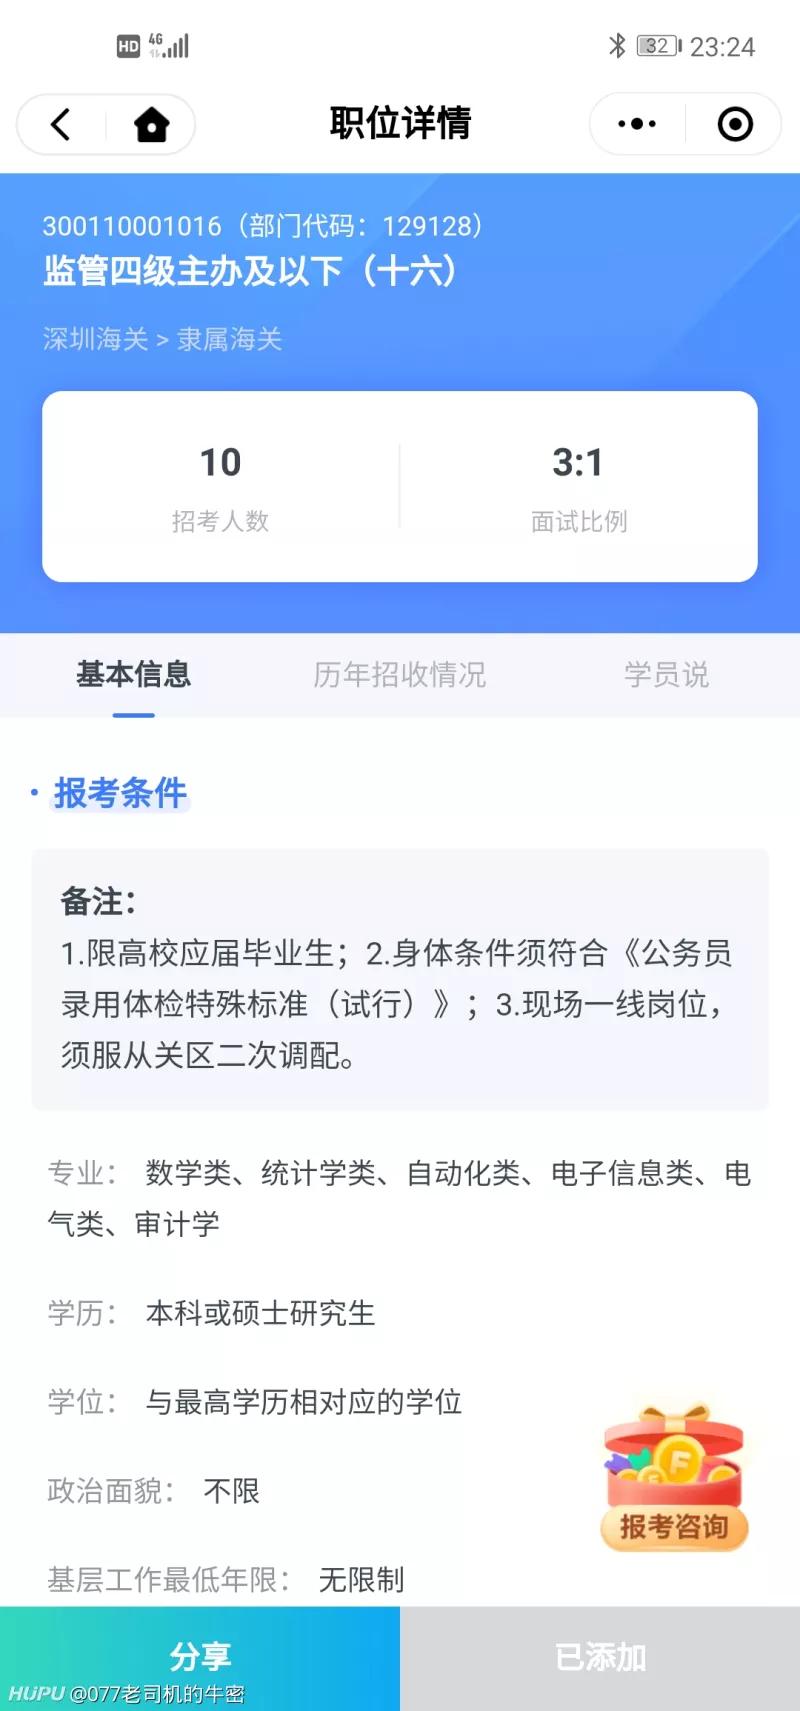 HD 4G 32 23:24
职位详情
300110001016（部门代码：129128）
监管四级主办及以下（十六）
深圳海关 > 隶属海关
10 3:1
招考人数 面试比例
基本信息 历年招收情况 学员说
· 报考条件
备注：
1.限高校应届毕业生；2.身体条件须符合《公务员
录用体检特殊标准（试行）》；3.现场一线岗位，
须服从关区二次调配。
专业： 数学类、统计学类、自动化类、电子信息类、电
气类、审计学
学历： 本科或硕士研究生
学位： 与最高学历相对应的学位
政治面貌： 不限
F
F
报考咨询
基层工作最低年限： 无限制
分享 已添加
HUPU @077老司机的牛密